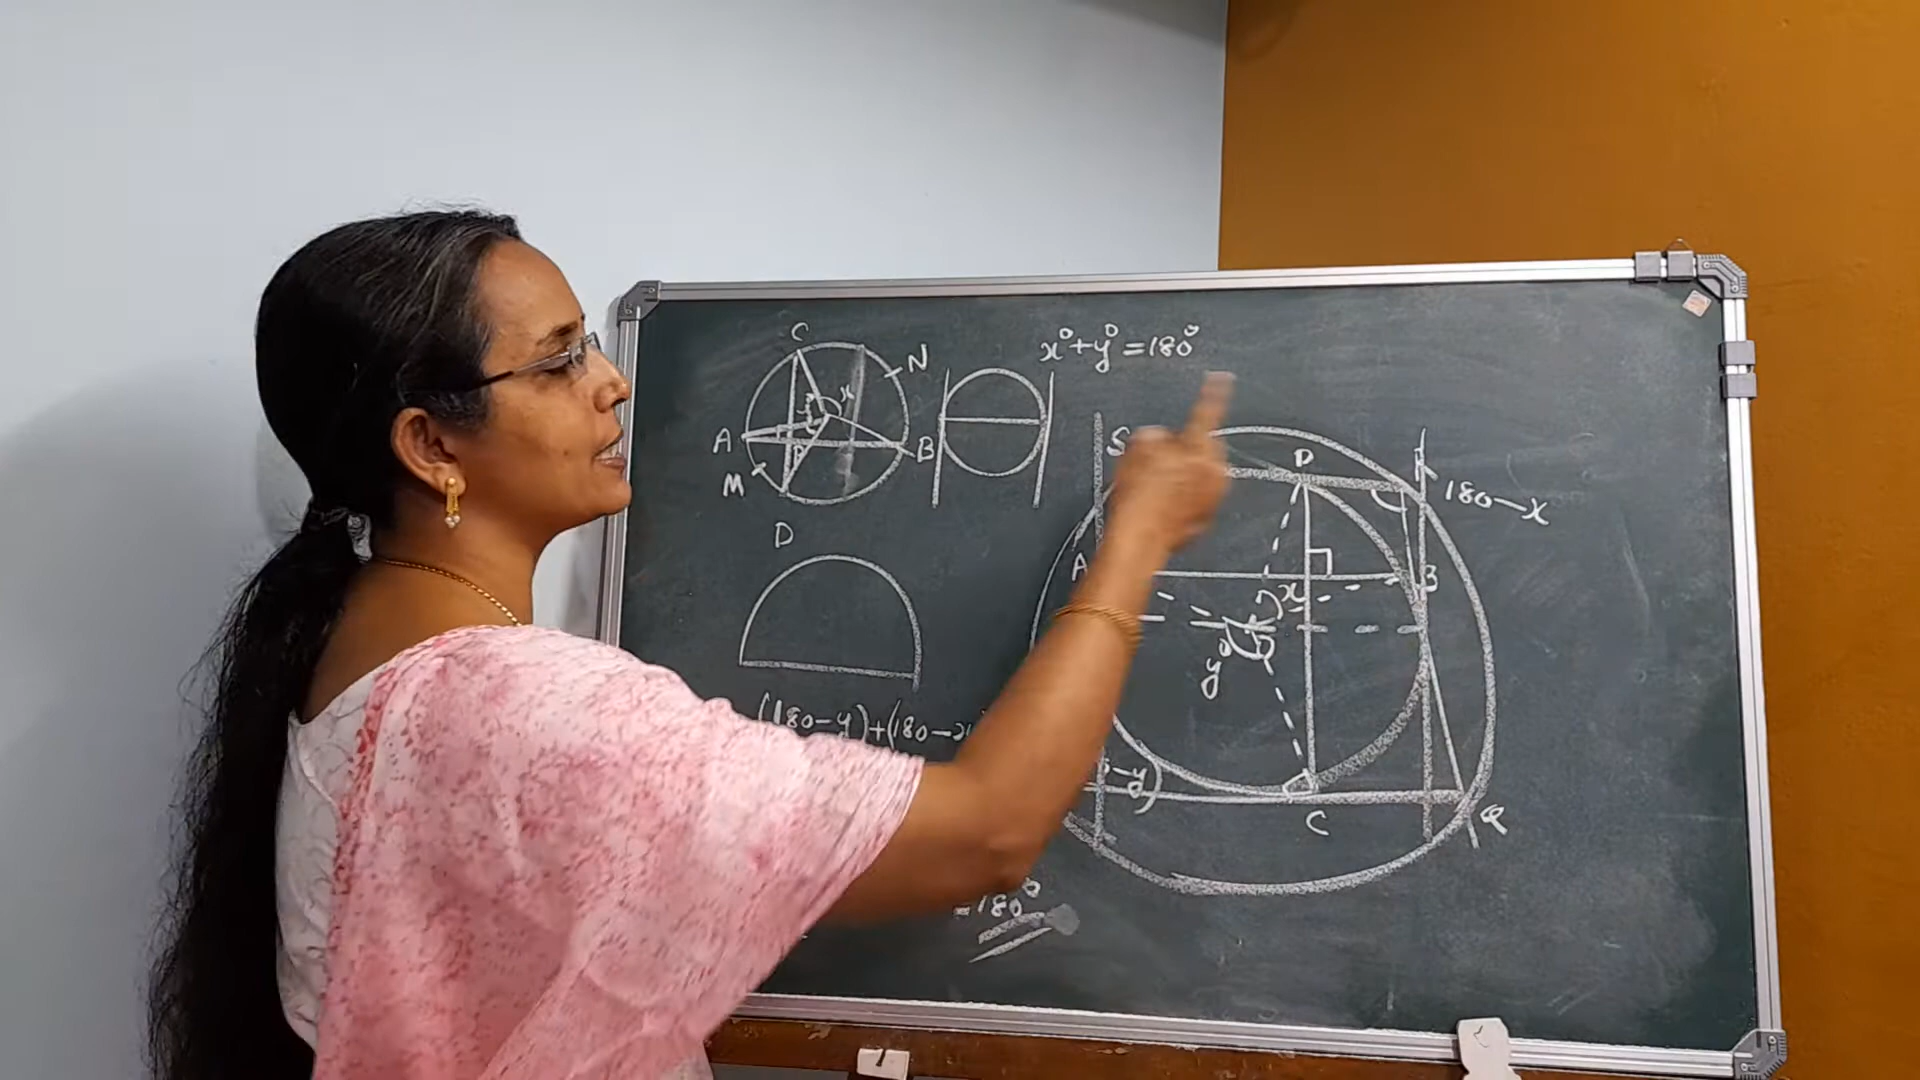 C
N
A
B
M
D
x°+y°=180°
S
D
R
180-x
A
B
x
y°
C
Q
(180-y)+(180-x
-y)
=180°